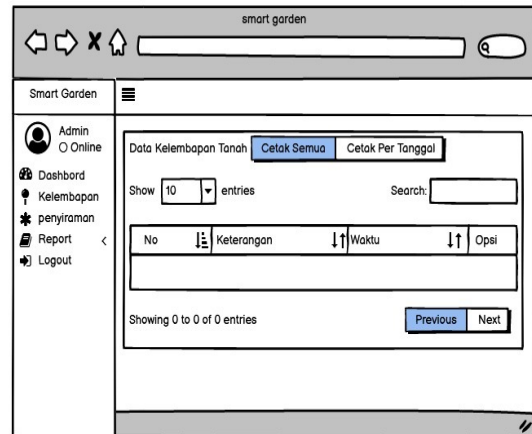 smart garden
Smart Garden
Admin
Online
Dashbord
Kelembapan
penyiraman
Report
Logout
Data Kelembapan Tanah Cetak Semua Cetak Per Tanggal
Show 10 entries Search:
No Keterangan Waktu Opsi
Showing 0 to 0 of 0 entries Previous Next